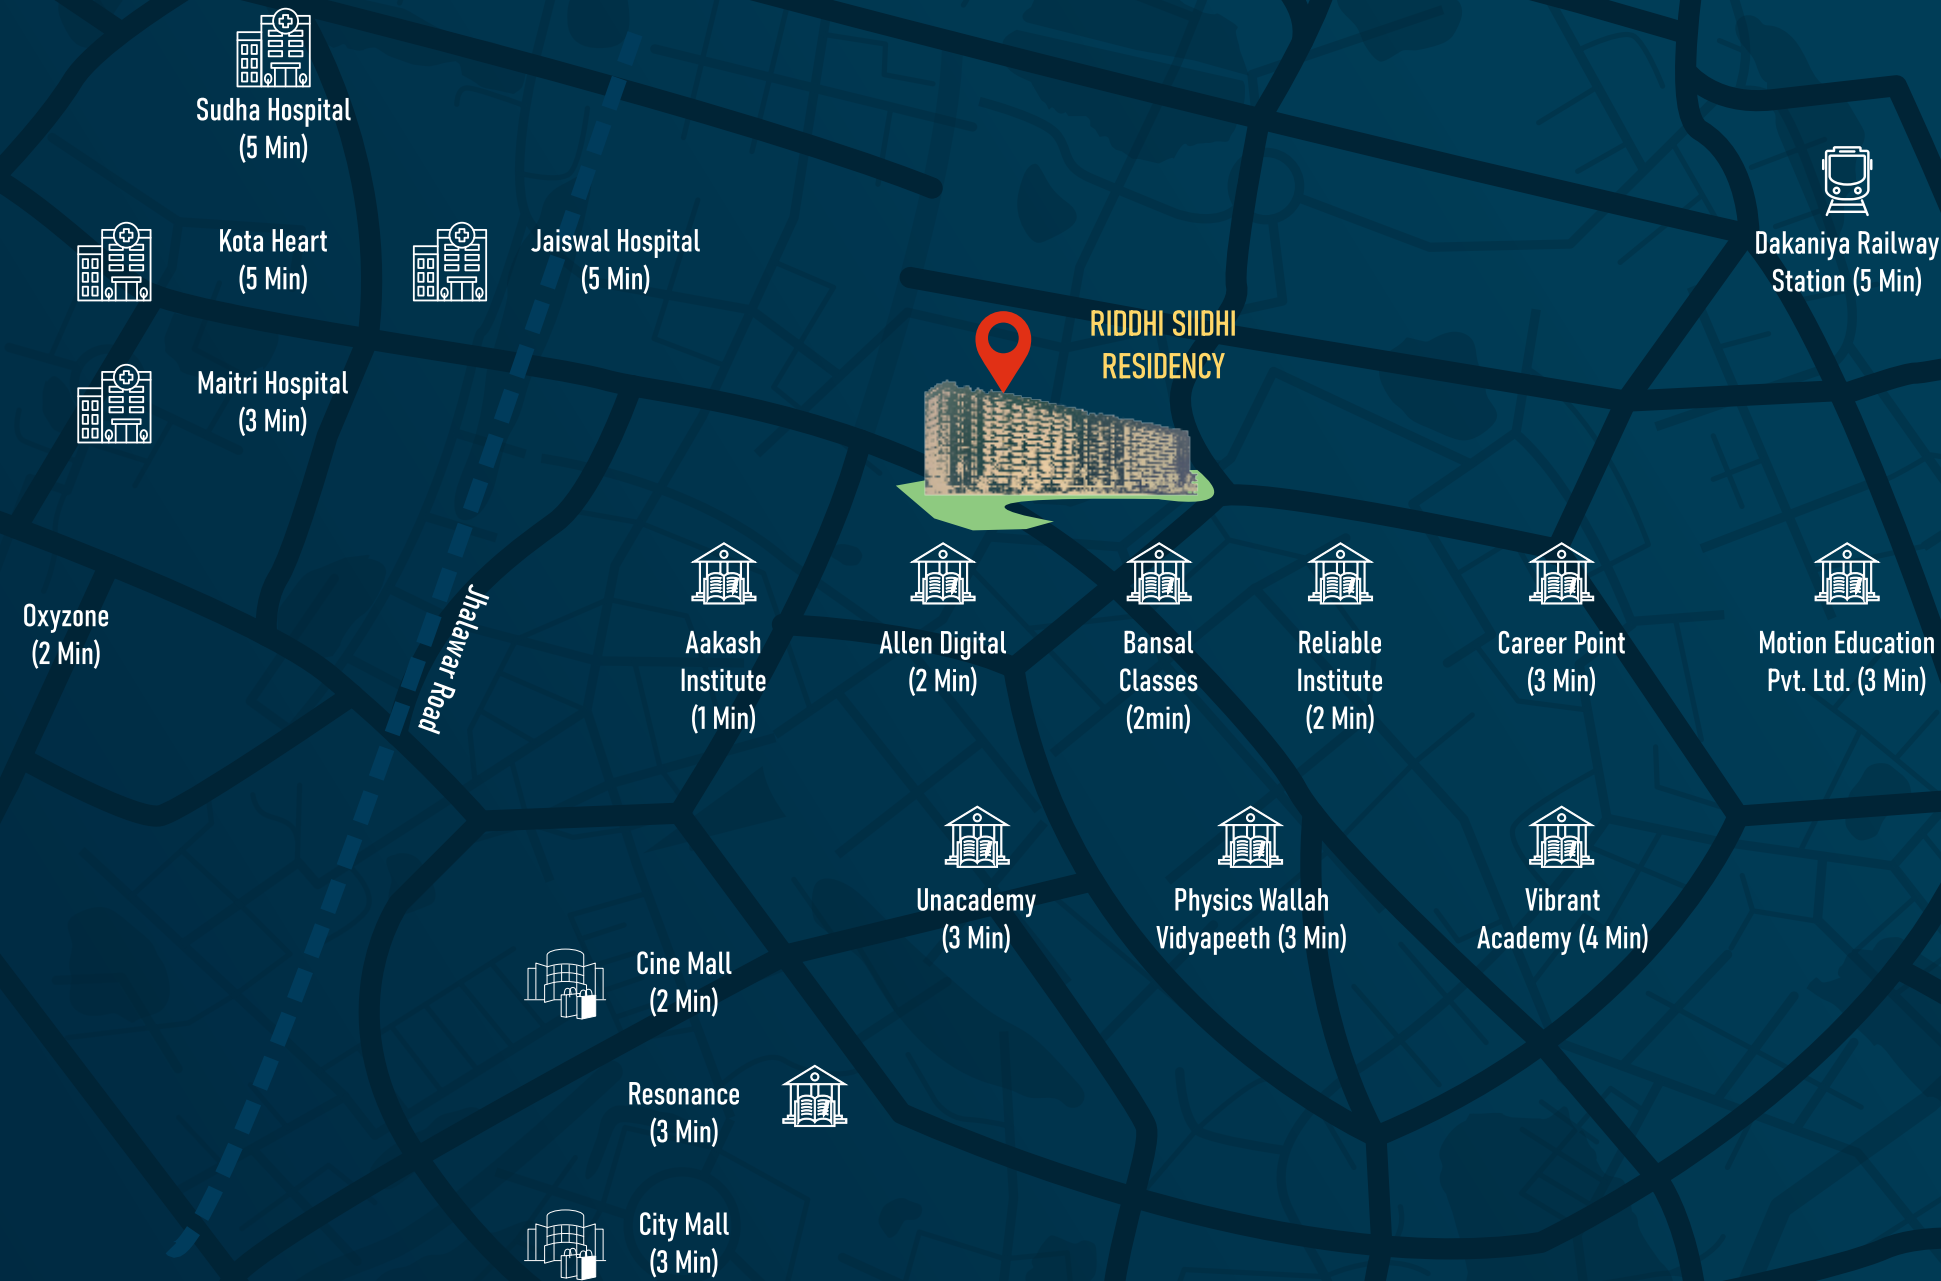 Sudha Hospital
(5 Min)
Kota Heart
(5 Min)
Jaiswal Hospital
(5 Min)
Dakaniya Railway
Station (5 Min)
RIDDHI SIIDHI
RESIDENCY
Maitri Hospital
(3 Min)
Oxyzone
(2 Min)
Jhalawar Road
Aakash
Institute
(1 Min)
Allen Digital
(2 Min)
Bansal
Classes
(2min)
Reliable
Institute
(2 Min)
Career Point
(3 Min)
Motion Education
Pvt. Ltd. (3 Min)
Unacademy
(3 Min)
Physics Wallah
Vidyapeeth (3 Min)
Vibrant
Academy (4 Min)
Cine Mall
(2 Min)
Resonance
(3 Min)
City Mall
(3 Min)